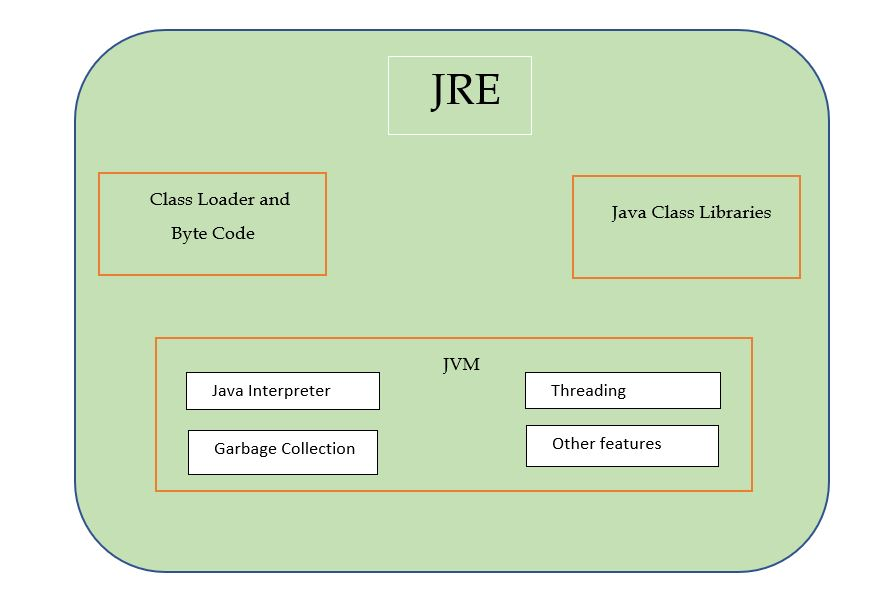 JRE
Class Loader and
Byte Code
Java Class Libraries
JVM
Java Interpreter
Threading
Garbage Collection
Other features